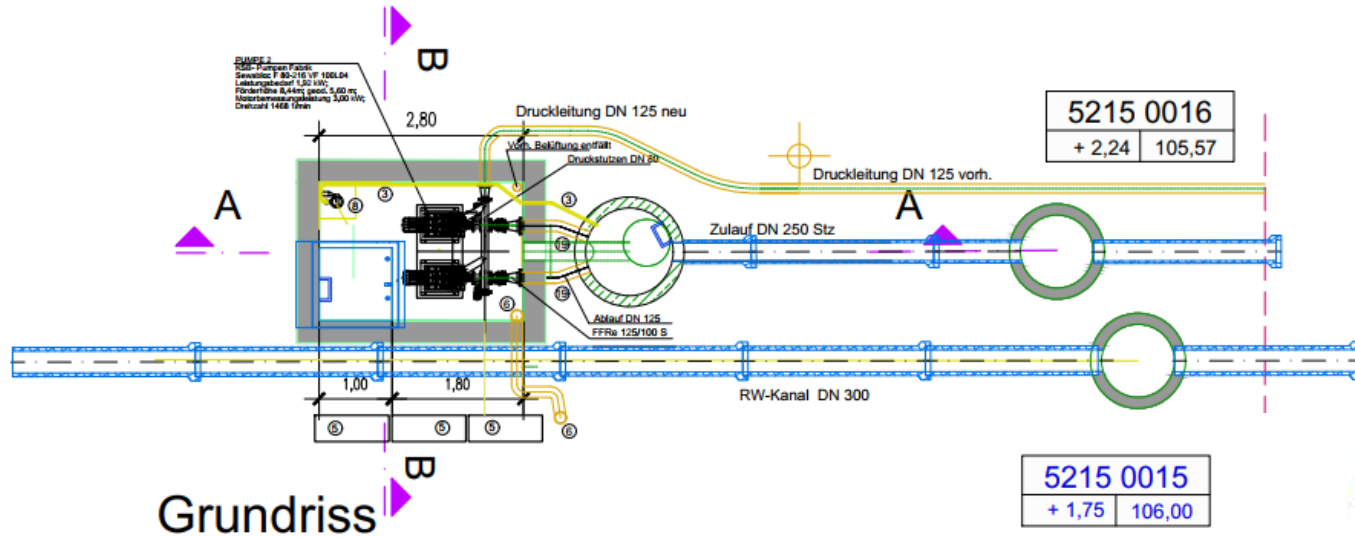 B
PUMPE 2
KSB- Pumpen Fabrik
Sewabloc F 80-216 VF 100L04
Leistungsbedarf 1,92 kW;
Förderhöhe 8,44m; geod. 5,60 m;
Motorbemessungsleistung 3,00 kW;
Drehzahl 1468 1/min
2,80
Druckleitung DN 125 neu
5215 0016
+ 2,24 105,57
Vorh. Belüftung entfällt
Druckstutzen DN 80
Druckleitung DN 125 vorh.
3
8
3
A
A
Zulauf DN 250 Stz
19
19
6
Ablauf DN 125
FFRe 125/100 S
1,00
1,80
RW-Kanal DN 300
5
5
5
6
B
5215 0015
+ 1,75 106,00
Grundriss